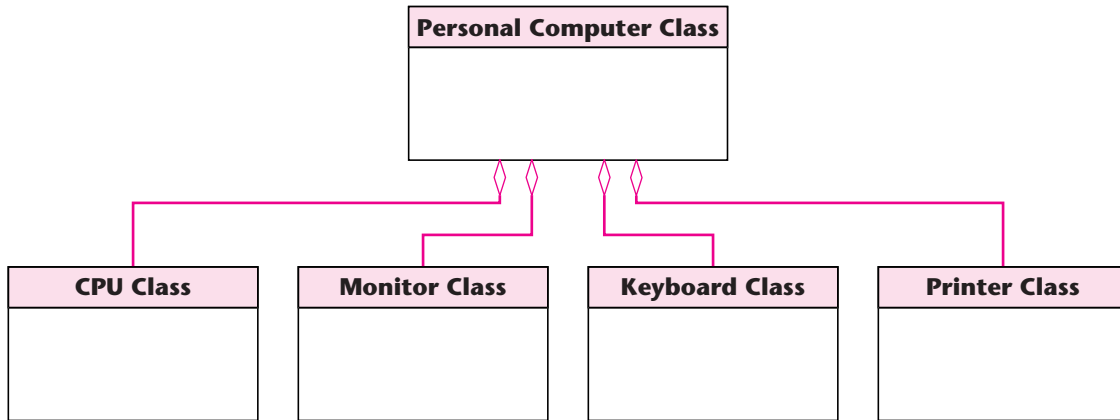 Personal Computer Class
CPU Class
Monitor Class
Keyboard Class
Printer Class